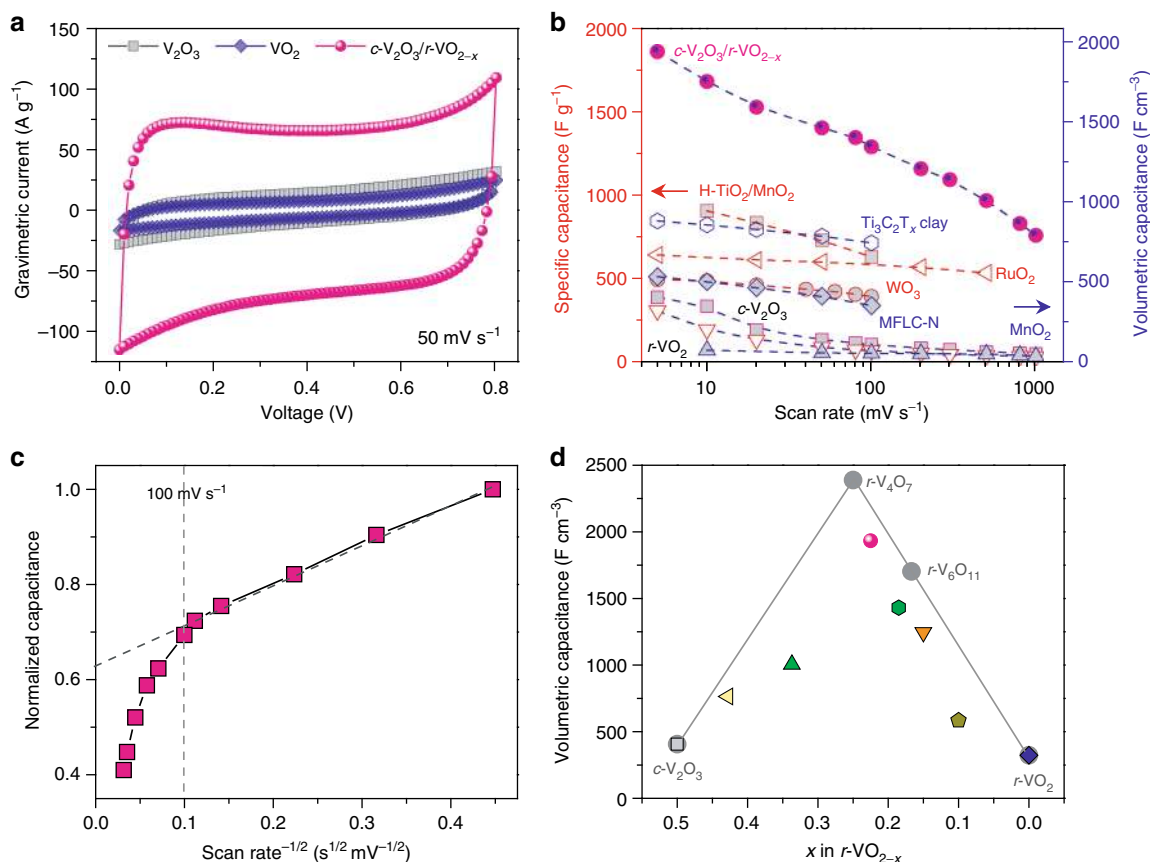 a
150
125
100
75
50
25
0
−25
−50
−75
−100
Gravimetric current (A g⁻¹)
V₂O₃ VO₂ c-V₂O₃/r-VO₂₋ₓ
50 mV s⁻¹
0.0 0.2 0.4 0.6 0.8
Voltage (V)
b
2000
1500
1000
500
0
Specific capacitance (F g⁻¹)
c-V₂O₃/r-VO₂₋ₓ
H-TiO₂/MnO₂
Ti₃C₂Tₓ clay
RuO₂
WO₃
c-V₂O₃
MFLC-N
MnO₂
r-VO₂
2000
1500
1000
500
0
Volumetric capacitance (F cm⁻³)
10 100 1000
Scan rate (mV s⁻¹)
c
1.0
0.8
0.6
0.4
Normalized capacitance
100 mV s⁻¹
0.0 0.1 0.2 0.3 0.4
Scan rate⁻¹/² (s¹/² mV⁻¹/²)
d
2500
2000
1500
1000
500
0
Volumetric capacitance (F cm⁻³)
r-V₄O₇
r-V₆O₁₁
c-V₂O₃
r-VO₂
0.5 0.4 0.3 0.2 0.1 0.0
x in r-VO₂₋ₓ